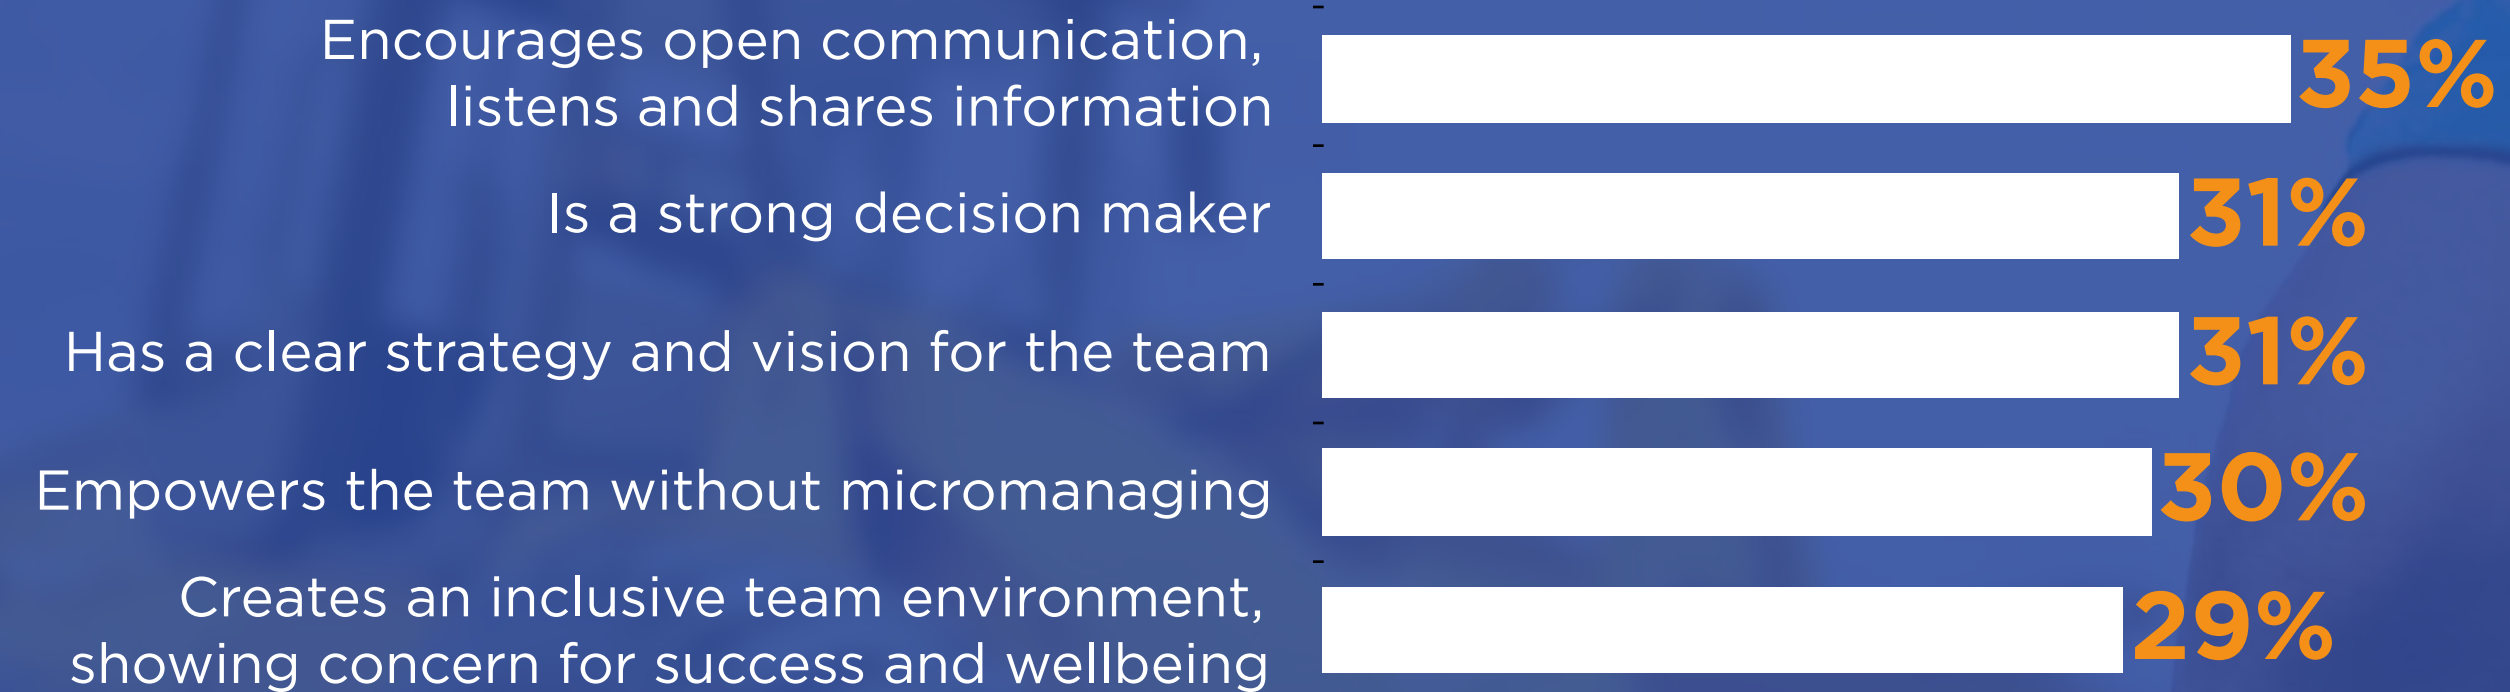 Encourages open communication,
listens and shares information
35%
Is a strong decision maker
31%
Has a clear strategy and vision for the team
31%
Empowers the team without micromanaging
30%
Creates an inclusive team environment,
showing concern for success and wellbeing
29%